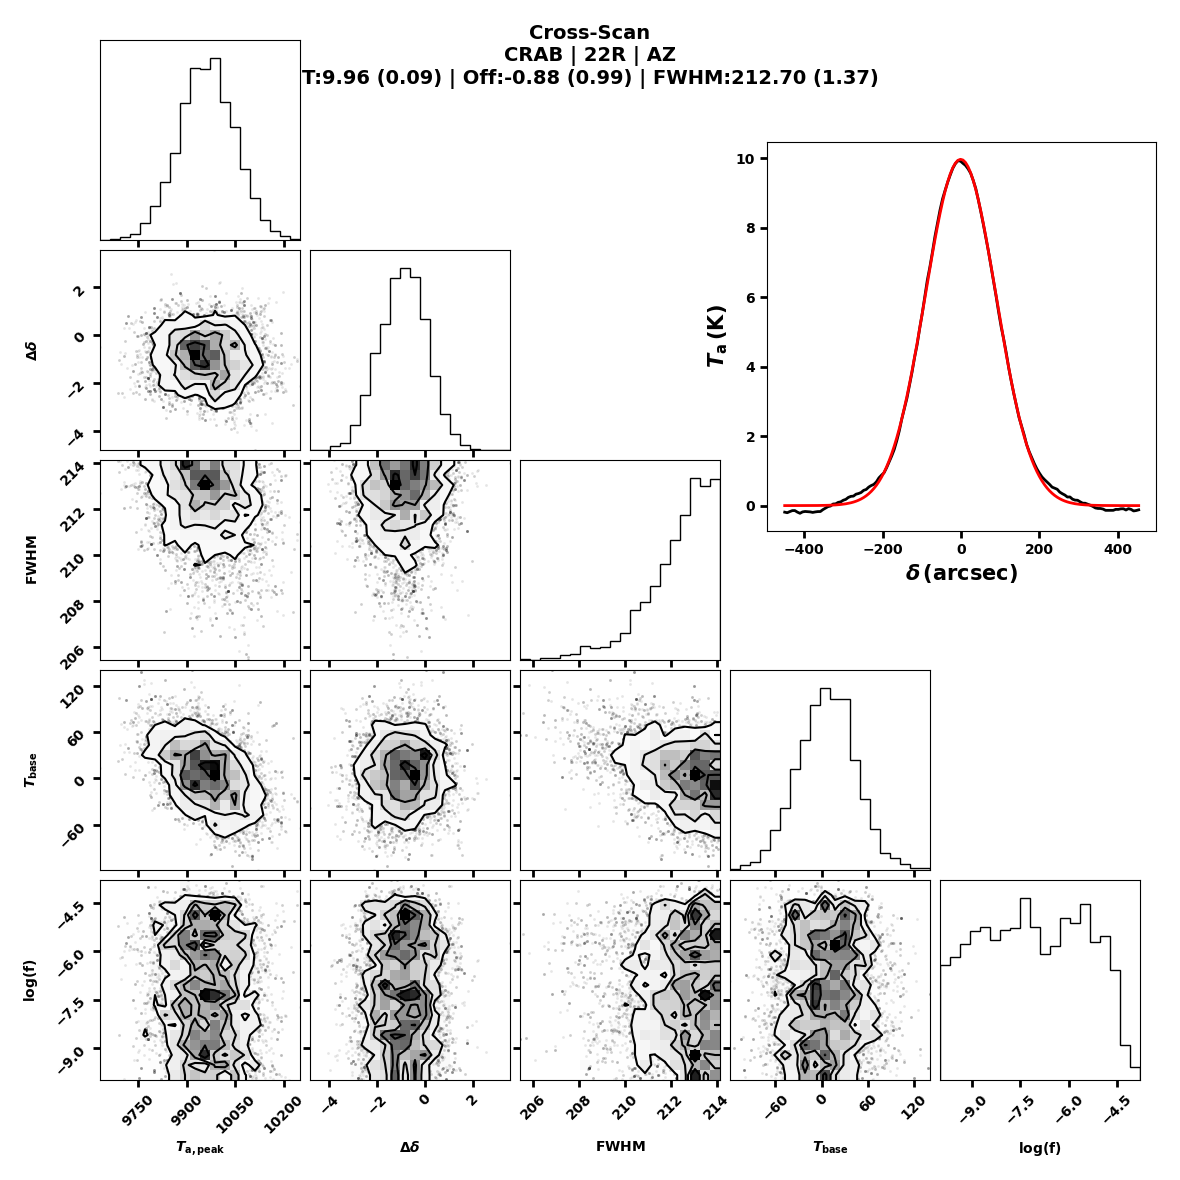 Cross-Scan
CRAB | 22R | AZ
T:9.96 (0.09) | Off:-0.88 (0.99) | FWHM:212.70 (1.37)
10
8
6
4
2
0
Ta (K)
−400 −200 0 200 400
δ (arcsec)
2
0
−2
−4
Δδ
214
212
210
208
206
FWHM
120
60
0
−60
Tbase
−4.5
−6.0
−7.5
−9.0
log(f)
9750 9900 10050 10200
−4 −2 0 2
206 208 210 212 214
−60 0 60 120
−9.0 −7.5 −6.0 −4.5
Ta,peak Δδ FWHM Tbase log(f)